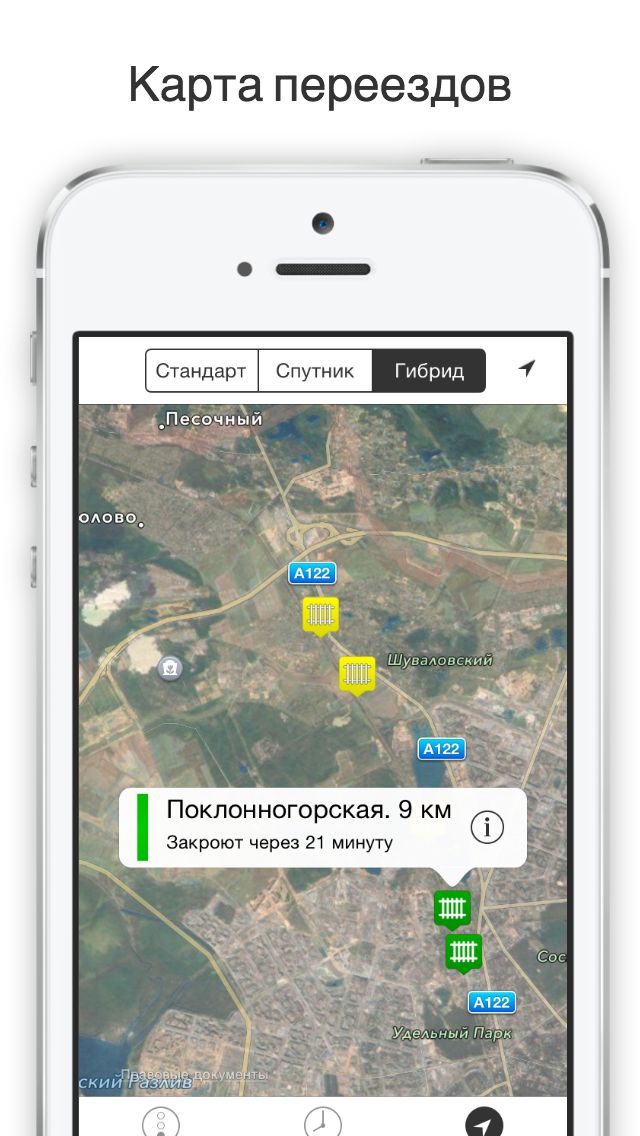 Карта переездов
Стандарт Спутник Гибрид
Песочный
олово
A122
Шуваловский
A122
Поклонногорская. 9 км
Закроют через 21 минуту
Сос
A122
Удельный Парк
Правовые документы
ский Разлив